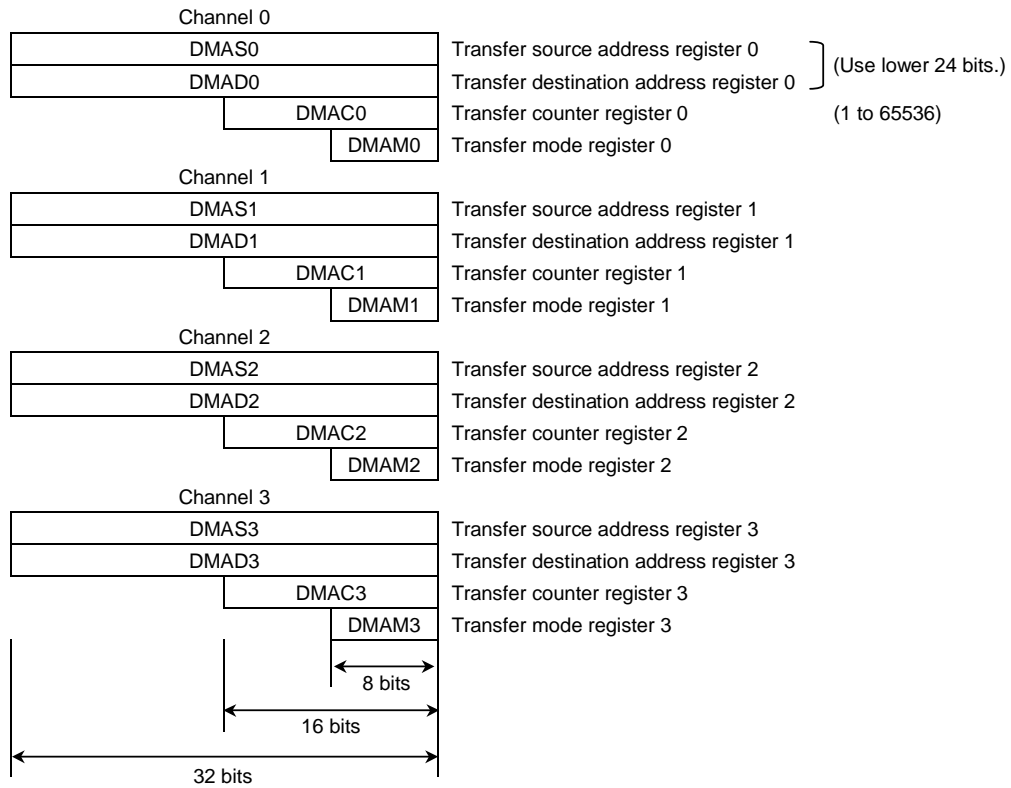 Channel 0
DMAS0 Transfer source address register 0
(Use lower 24 bits.)
DMAD0 Transfer destination address register 0
DMAC0 Transfer counter register 0 (1 to 65536)
DMAM0 Transfer mode register 0
Channel 1
DMAS1 Transfer source address register 1
DMAD1 Transfer destination address register 1
DMAC1 Transfer counter register 1
DMAM1 Transfer mode register 1
Channel 2
DMAS2 Transfer source address register 2
DMAD2 Transfer destination address register 2
DMAC2 Transfer counter register 2
DMAM2 Transfer mode register 2
Channel 3
DMAS3 Transfer source address register 3
DMAD3 Transfer destination address register 3
DMAC3 Transfer counter register 3
DMAM3 Transfer mode register 3
8 bits
16 bits
32 bits